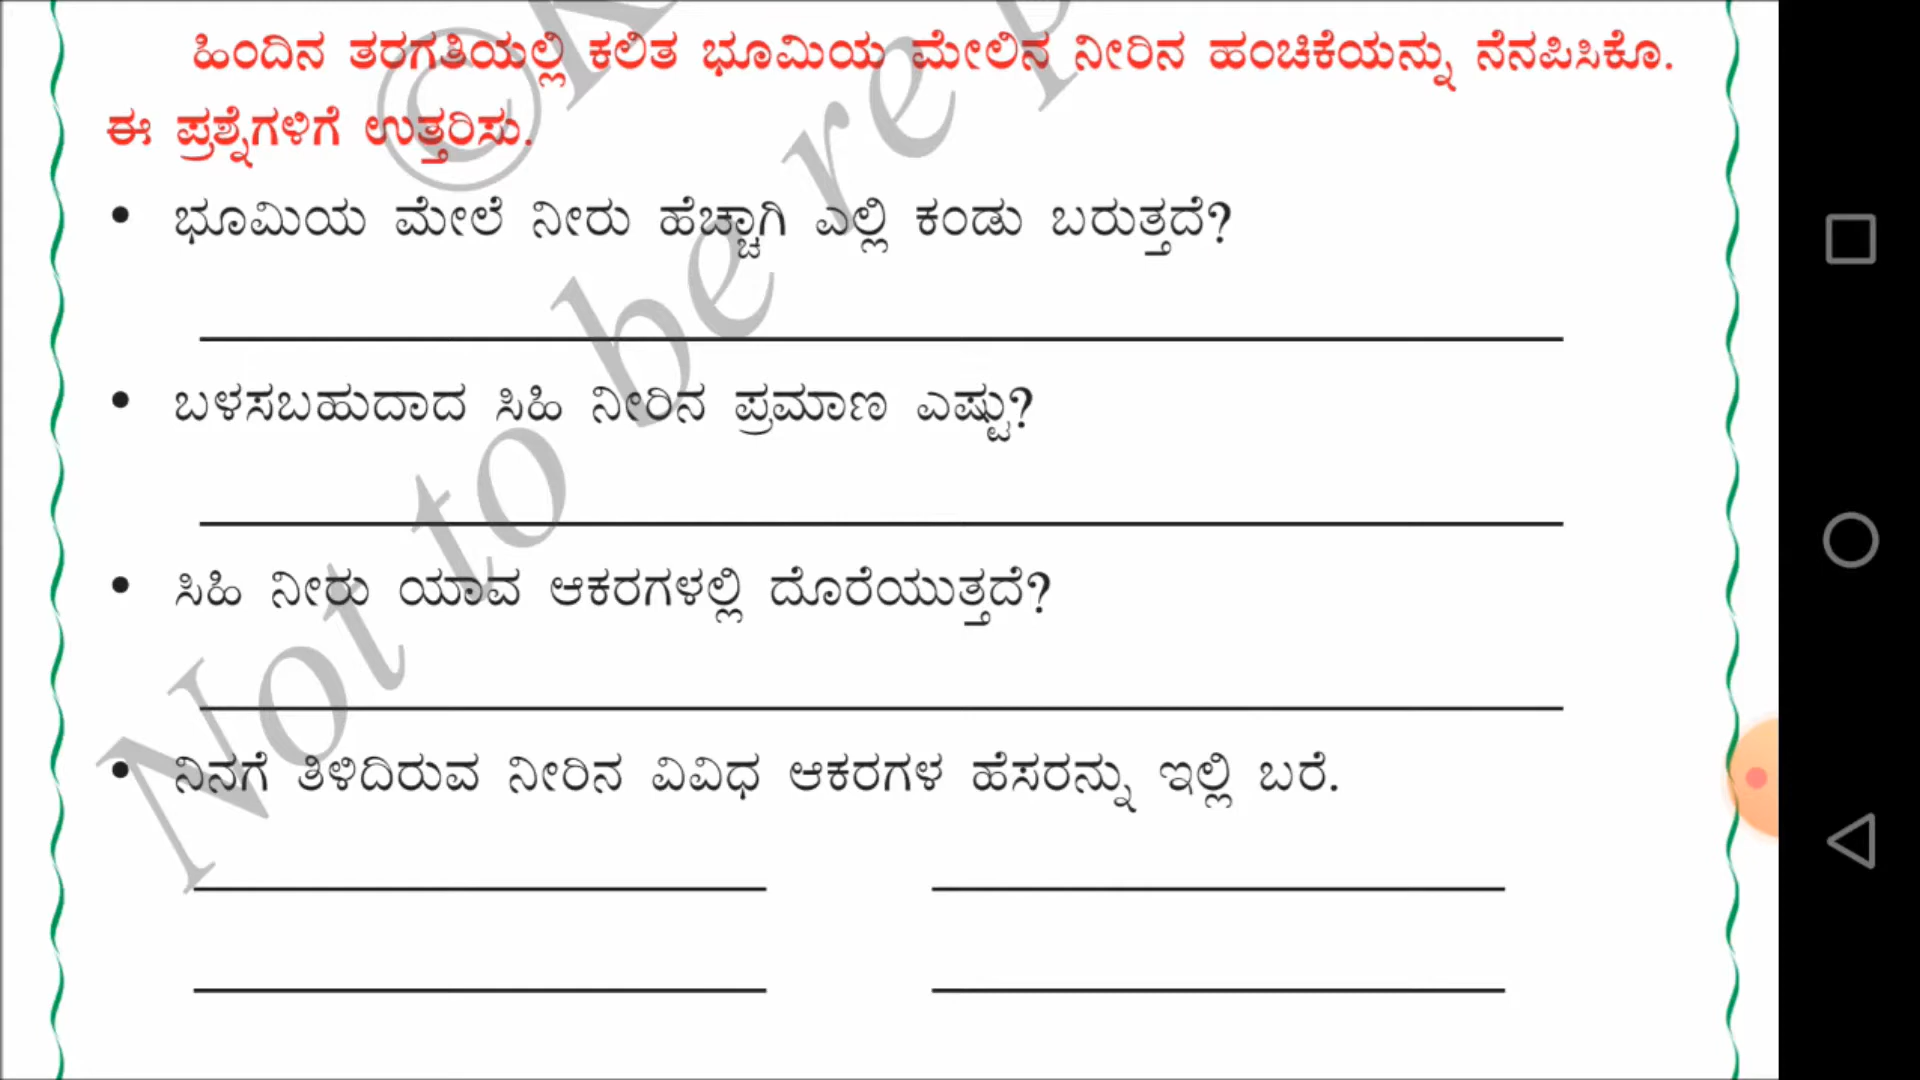 ಹಿಂದಿನ ತರಗತಿಯಲ್ಲಿ ಕಲಿತ ಭೂಮಿಯ ಮೇಲಿನ ನೀರಿನ ಹಂಚಿಕೆಯನ್ನು ನೆನಪಿಸಿಕೊ.
ಈ ಪ್ರಶ್ನೆಗಳಿಗೆ ಉತ್ತರಿಸು.
• ಭೂಮಿಯ ಮೇಲೆ ನೀರು ಹೆಚ್ಚಾಗಿ ಎಲ್ಲಿ ಕಂಡು ಬರುತ್ತದೆ?
• ಬಳಸಬಹುದಾದ ಸಿಹಿ ನೀರಿನ ಪ್ರಮಾಣ ಎಷ್ಟು?
• ಸಿಹಿ ನೀರು ಯಾವ ಆಕರಗಳಲ್ಲಿ ದೊರೆಯುತ್ತದೆ?
• ನಿನಗೆ ತಿಳಿದಿರುವ ನೀರಿನ ವಿವಿಧ ಆಕರಗಳ ಹೆಸರನ್ನು ಇಲ್ಲಿ ಬರೆ.
©K
Not to be re p